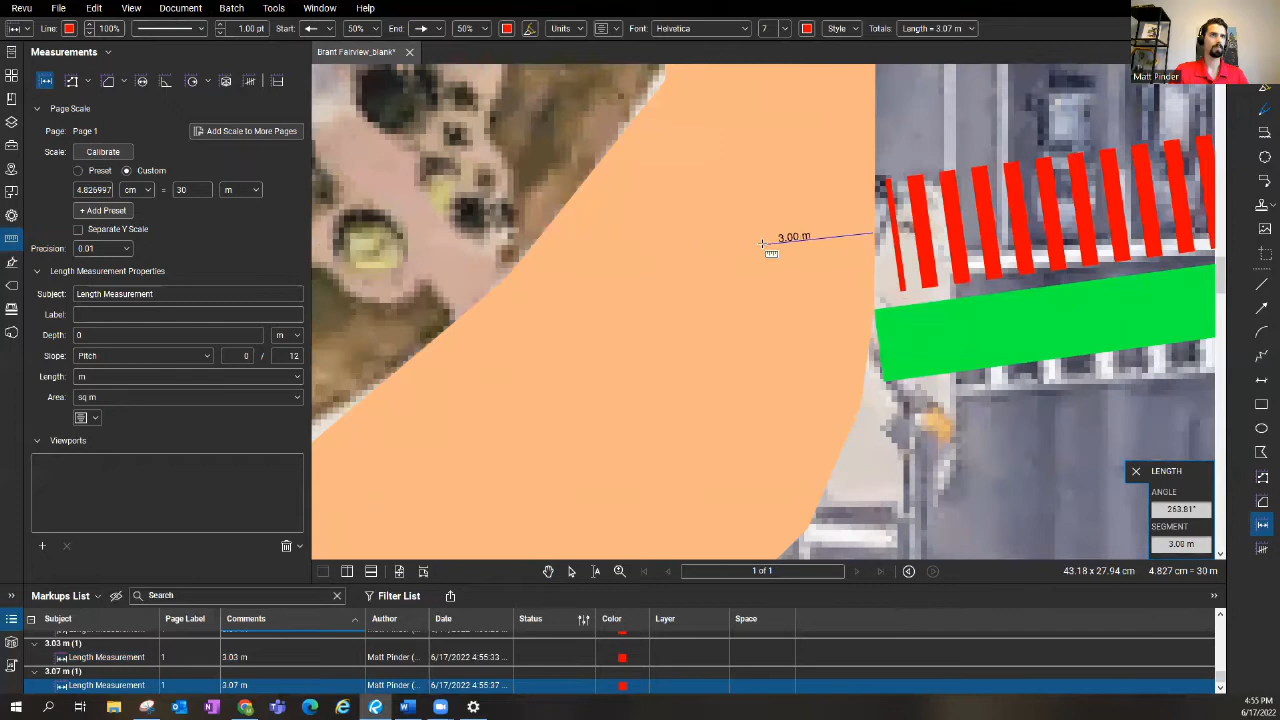 Revu File Edit View Document Batch Tools Window Help
Line: 100% 1.00 pt Start: 50% End: 50% Units Font: Helvetica 7 Style Totals: Length = 3.07 m
Matt Pinder
Measurements
Brant Fairview_blank*
Page Scale
Page: Page 1 Add Scale to More Pages
Scale: Calibrate
Preset Custom
4.826997 cm = 30 m
+ Add Preset
Separate Y Scale
Precision: 0.01
3.00 m
Length Measurement Properties
Subject: Length Measurement
Label:
Depth: 0 m
Slope: Pitch 0 / 12
Length: m
Area: sq m
Viewports
LENGTH
ANGLE
263.81°
SEGMENT
3.00 m
1 of 1 43.18 x 27.94 cm 4.827 cm = 30 m
Markups List Search Filter List
Subject Page Label Comments Author Date Status Color Layer Space
3.03 m (1)
Length Measurement 1 3.03 m Matt Pinder (... 6/17/2022 4:55:33 ...
3.07 m (1)
Length Measurement 1 3.07 m Matt Pinder (... 6/17/2022 4:55:37 ...
4:55 PM
6/17/2022